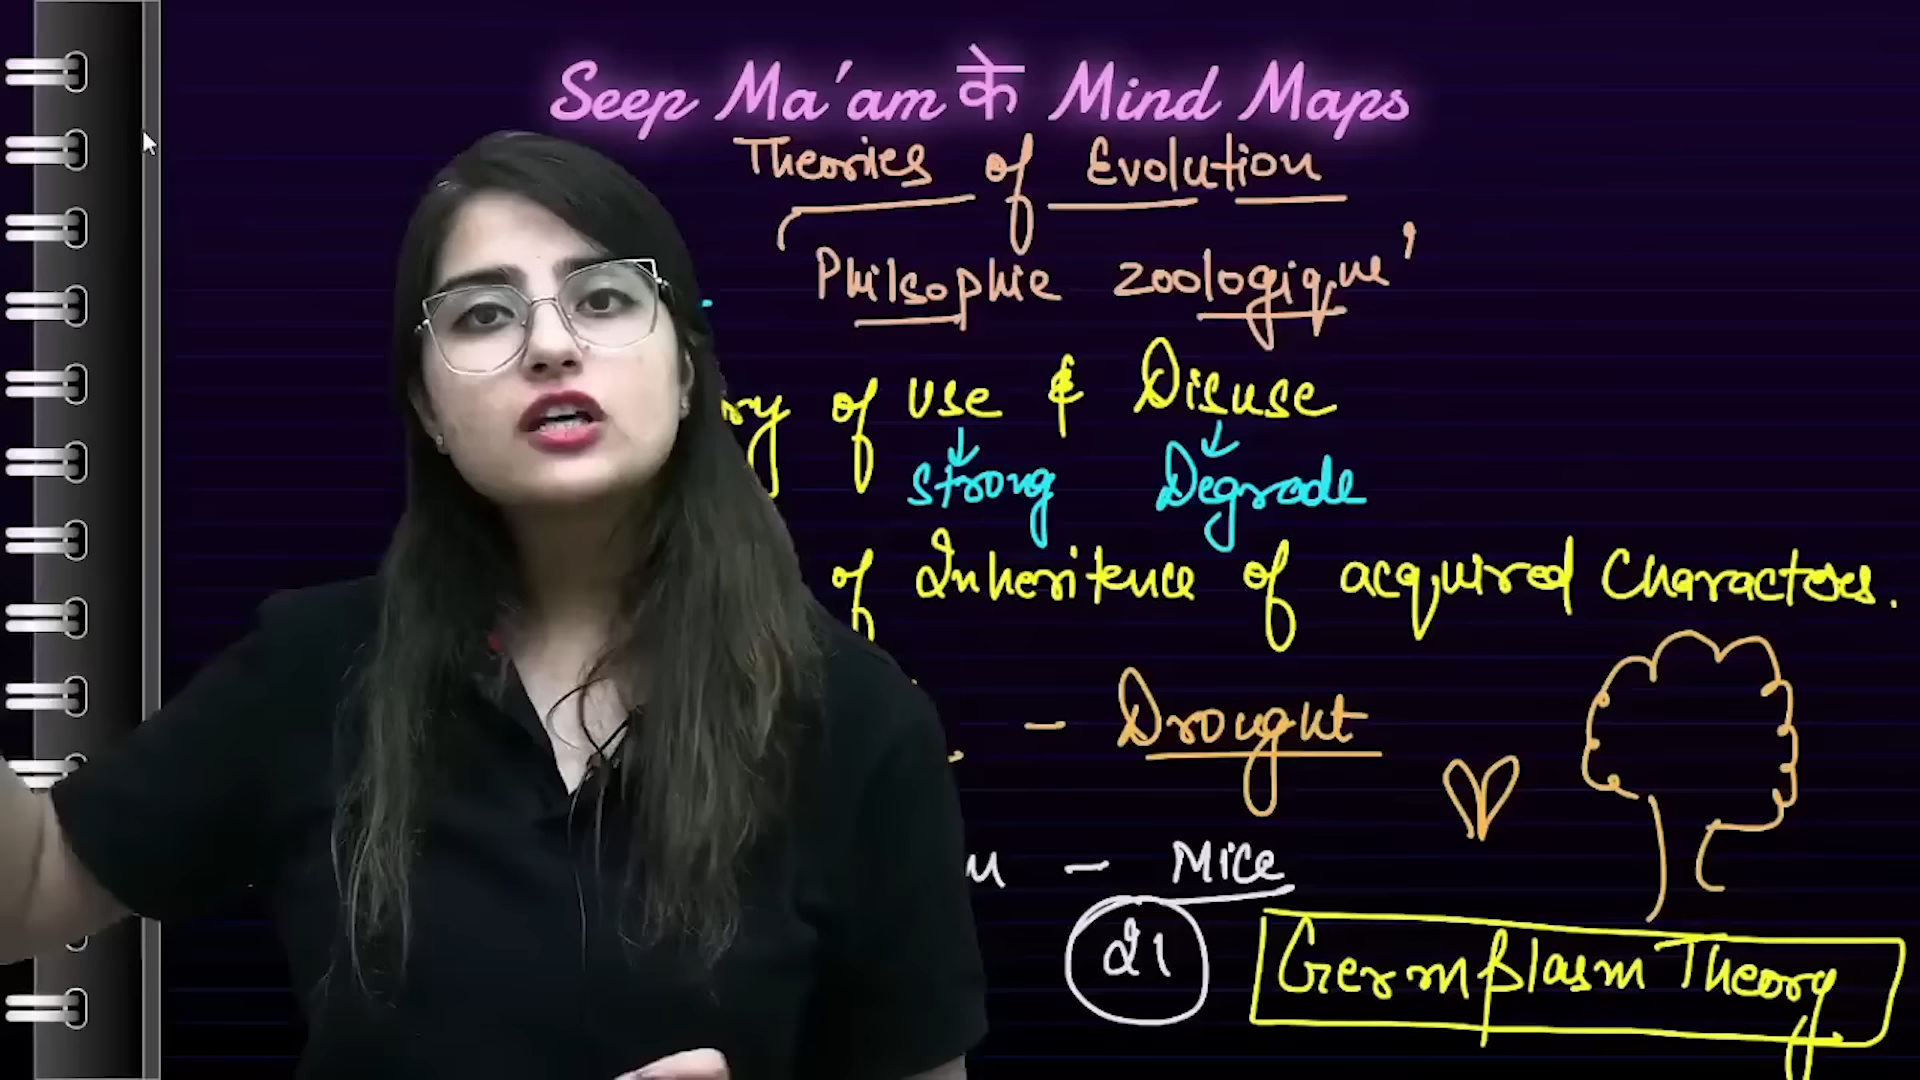 Seep Ma'am के Mind Maps
Theories of Evolution
Philsophie zoologique'
of use & Disuse
strong Degrade
of Inheritence of acquired Characters.
- Drought
- Mice
21
Germplasm Theory